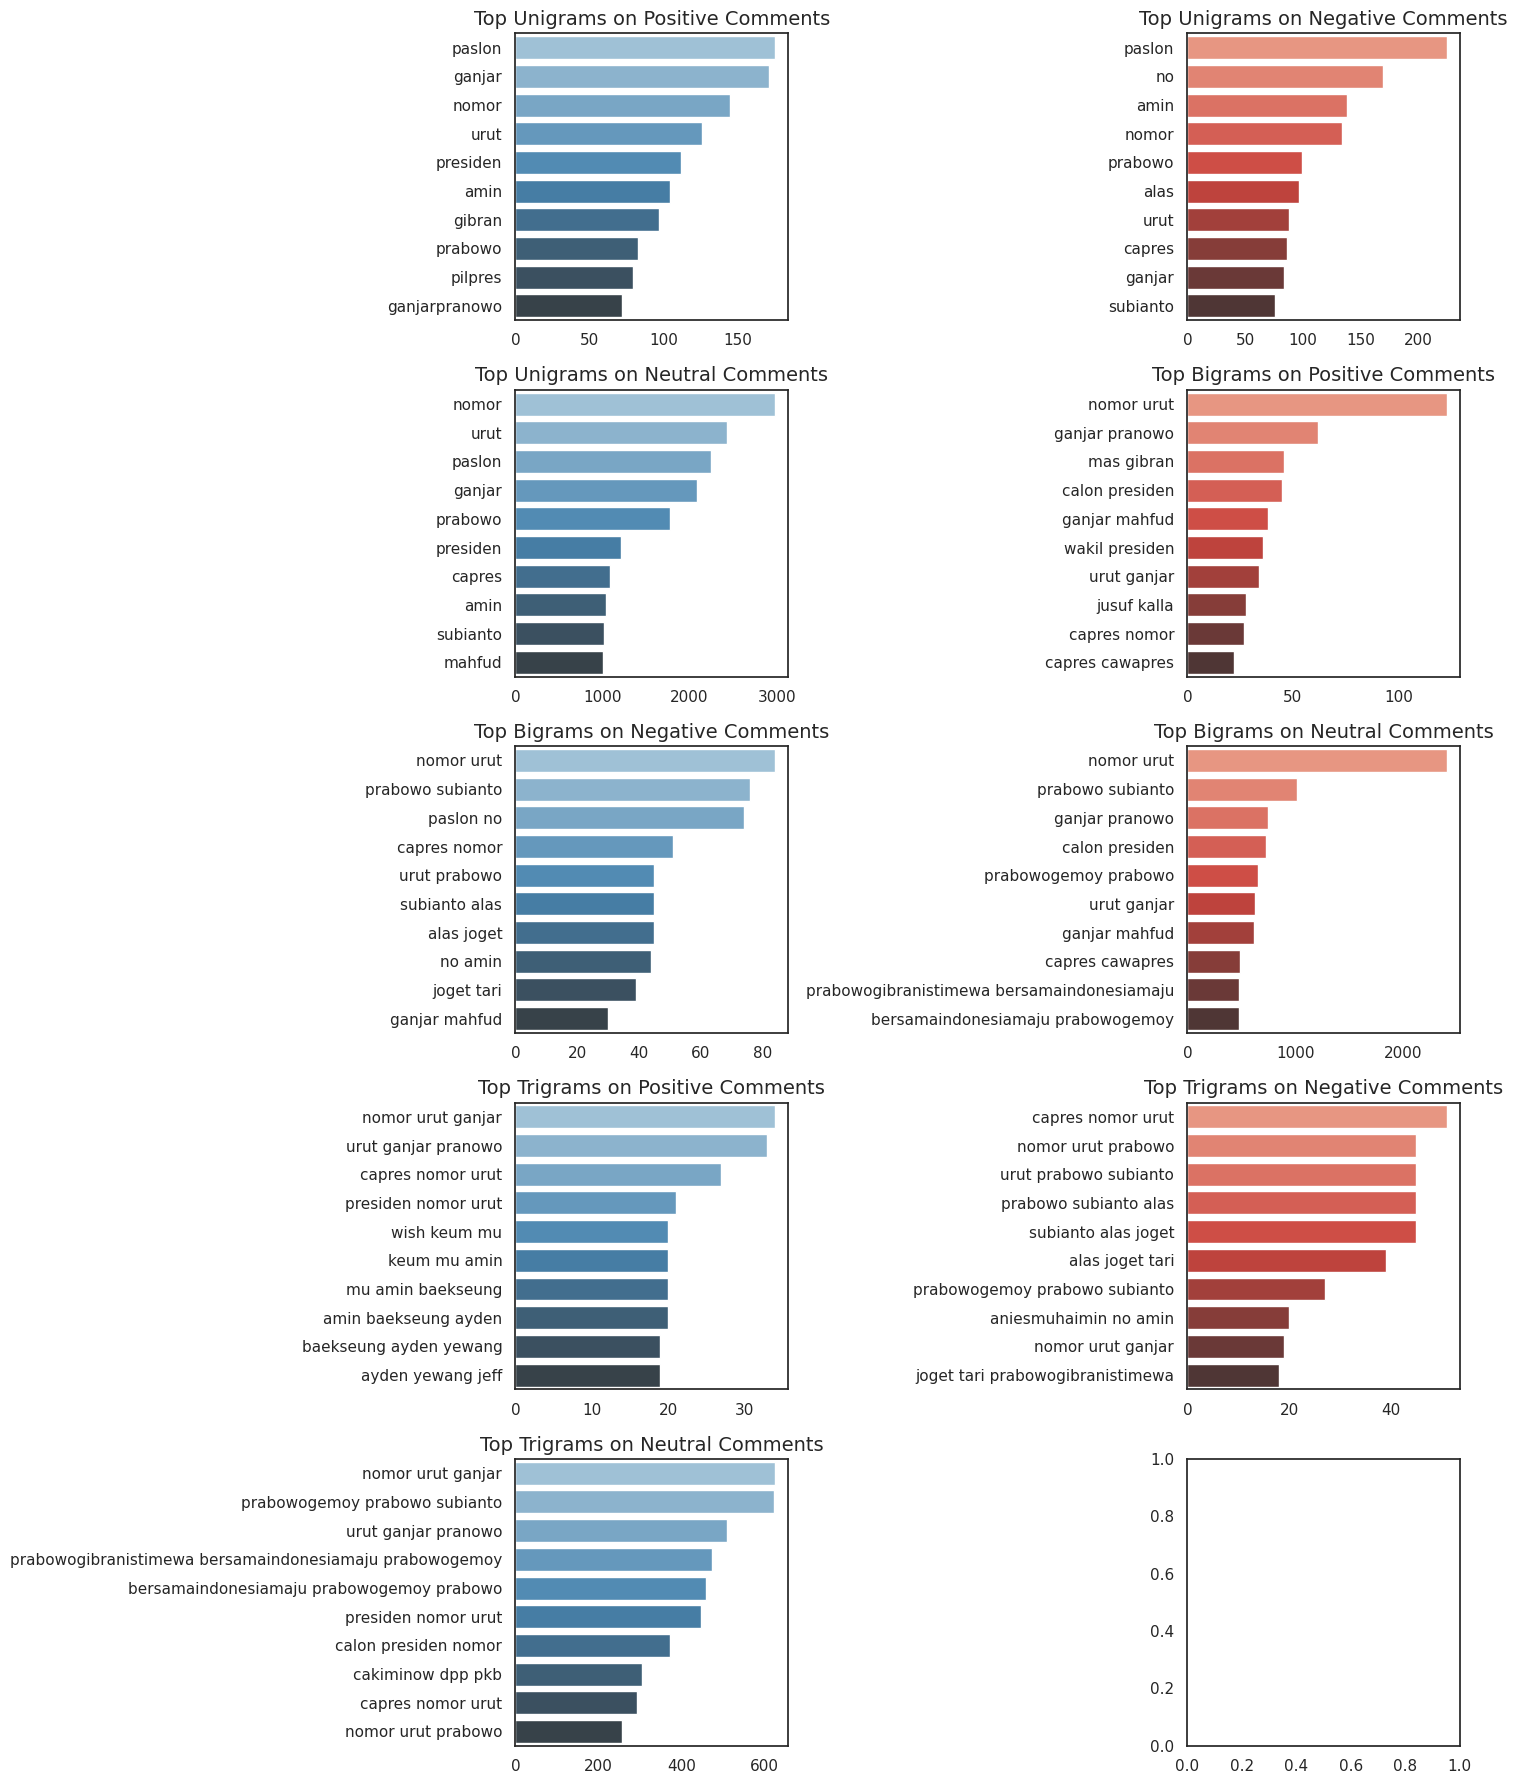 Top Unigrams on Positive Comments
paslon
ganjar
nomor
urut
presiden
amin
gibran
prabowo
pilpres
ganjarpranowo
0 50 100 150
Top Unigrams on Negative Comments
paslon
no
amin
nomor
prabowo
alas
urut
capres
ganjar
subianto
0 50 100 150 200
Top Unigrams on Neutral Comments
nomor
urut
paslon
ganjar
prabowo
presiden
capres
amin
subianto
mahfud
0 1000 2000 3000
Top Bigrams on Positive Comments
nomor urut
ganjar pranowo
mas gibran
calon presiden
ganjar mahfud
wakil presiden
urut ganjar
jusuf kalla
capres nomor
capres cawapres
0 50 100
Top Bigrams on Negative Comments
nomor urut
prabowo subianto
paslon no
capres nomor
urut prabowo
subianto alas
alas joget
no amin
joget tari
ganjar mahfud
0 20 40 60 80
Top Bigrams on Neutral Comments
nomor urut
prabowo subianto
ganjar pranowo
calon presiden
prabowogemoy prabowo
urut ganjar
ganjar mahfud
capres cawapres
prabowogibranistimewa bersamaindonesiamaju
bersamaindonesiamaju prabowogemoy
0 1000 2000
Top Trigrams on Positive Comments
nomor urut ganjar
urut ganjar pranowo
capres nomor urut
presiden nomor urut
wish keum mu
keum mu amin
mu amin baekseung
amin baekseung ayden
baekseung ayden yewang
ayden yewang jeff
0 10 20 30
Top Trigrams on Negative Comments
capres nomor urut
nomor urut prabowo
urut prabowo subianto
prabowo subianto alas
subianto alas joget
alas joget tari
prabowogemoy prabowo subianto
aniesmuhaimin no amin
nomor urut ganjar
joget tari prabowogibranistimewa
0 20 40
Top Trigrams on Neutral Comments
nomor urut ganjar
prabowogemoy prabowo subianto
urut ganjar pranowo
prabowogibranistimewa bersamaindonesiamaju prabowogemoy
bersamaindonesiamaju prabowogemoy prabowo
presiden nomor urut
calon presiden nomor
cakiminow dpp pkb
capres nomor urut
nomor urut prabowo
0 200 400 600
1.0
0.8
0.6
0.4
0.2
0.0
0.0 0.2 0.4 0.6 0.8 1.0